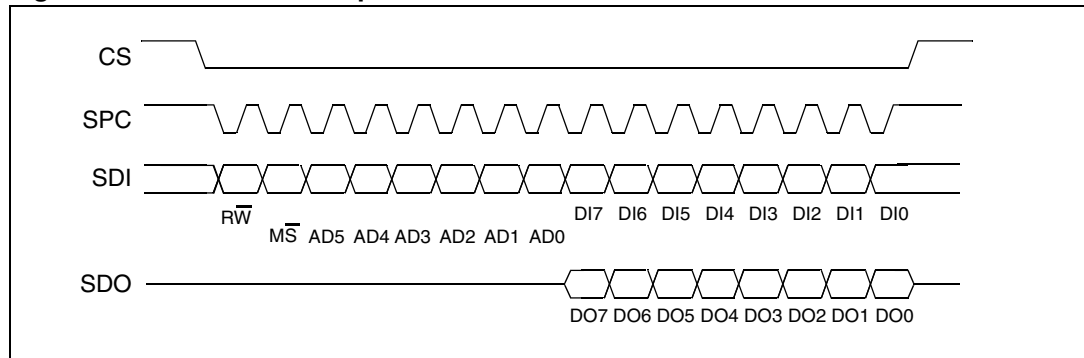 CS
SPC
SDI
RW̅
DI7 DI6 DI5 DI4 DI3 DI2 DI1 DI0
MS̅ AD5 AD4 AD3 AD2 AD1 AD0
SDO
DO7 DO6 DO5 DO4 DO3 DO2 DO1 DO0